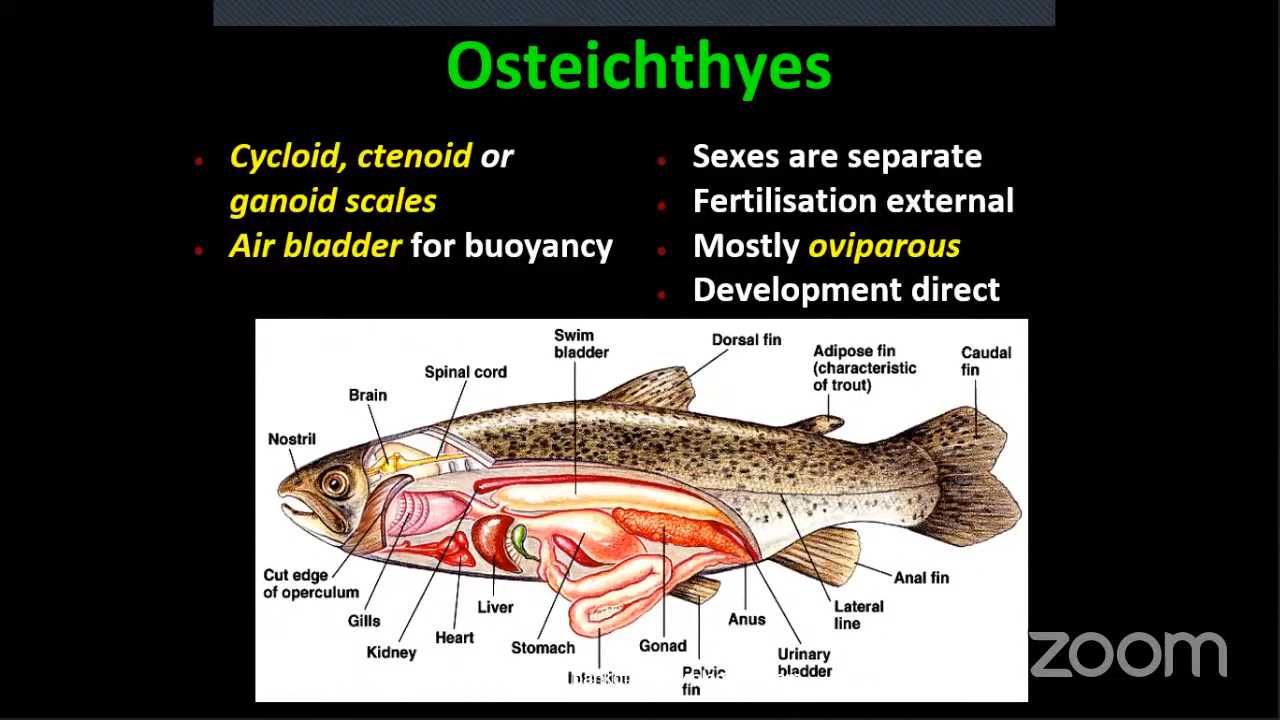 Osteichthyes
Cycloid, ctenoid or
ganoid scales
Air bladder for buoyancy
Sexes are separate
Fertilisation external
Mostly oviparous
Development direct
Swim
bladder
Dorsal fin
Adipose fin
(characteristic
of trout)
Caudal
fin
Spinal cord
Brain
Nostril
Cut edge
of operculum
Gills
Kidney
Heart
Liver
Stomach
Intestine
Gonad
Pelvic
fin
Anus
Urinary
bladder
Lateral
line
Anal fin
zoom